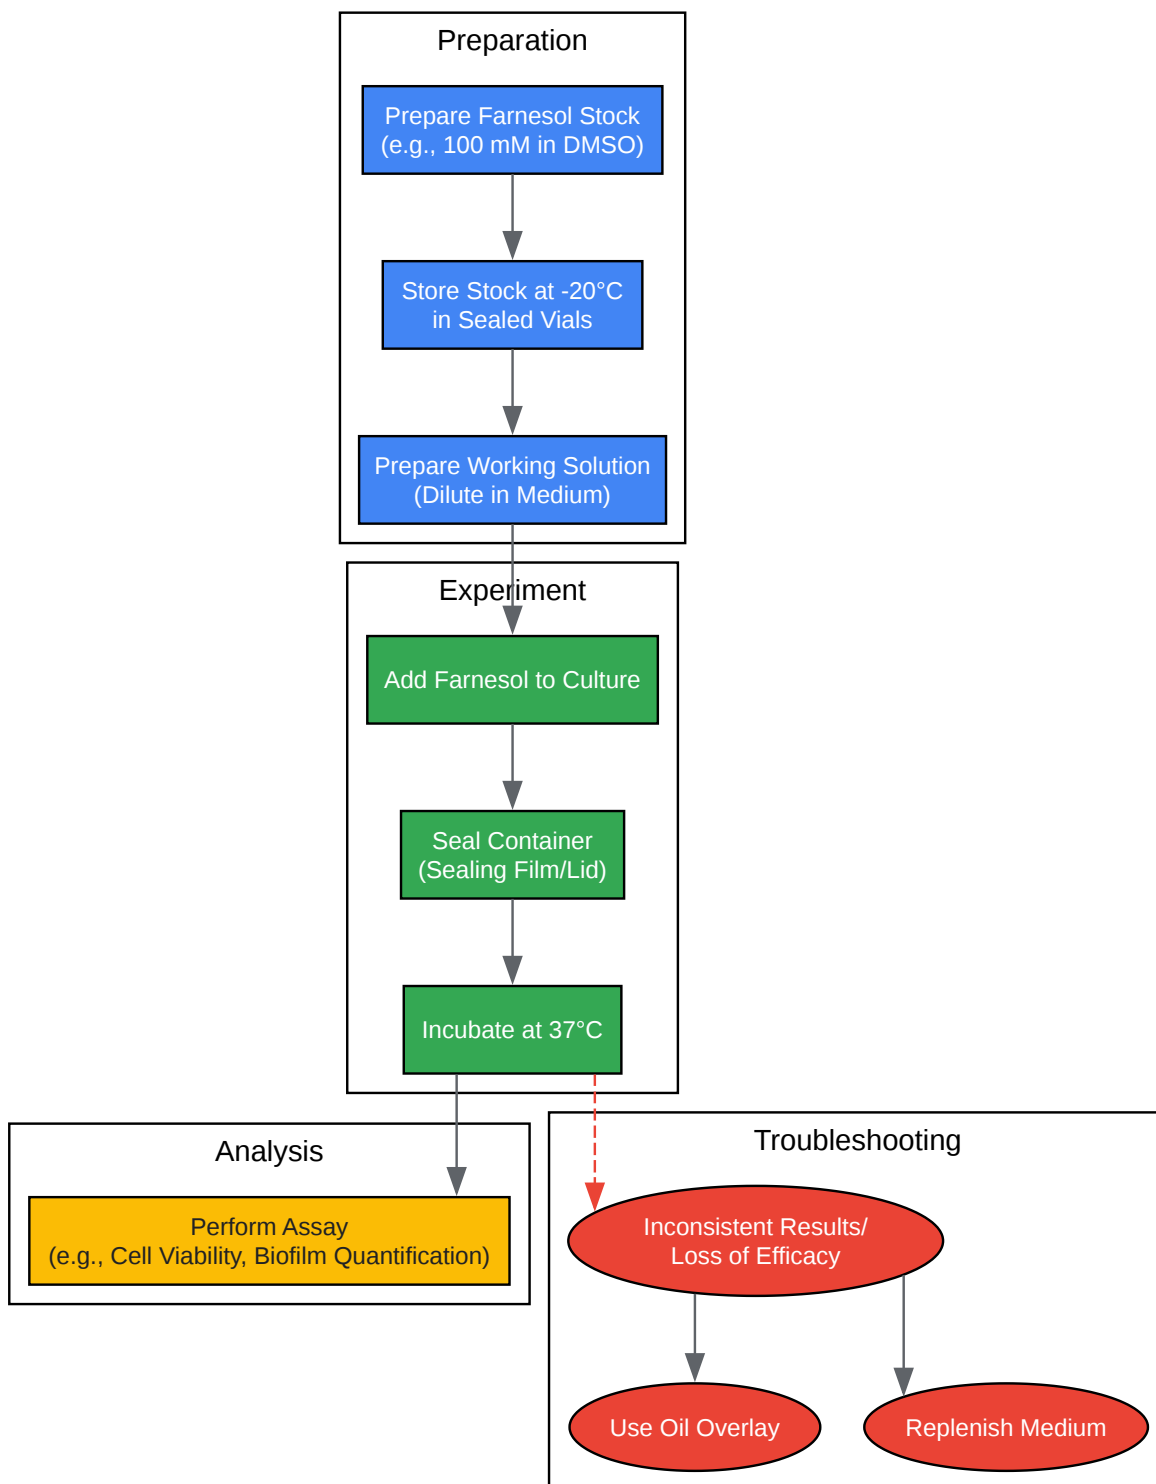 Preparation
Prepare Farnesol Stock
(e.g., 100 mM in DMSO)
Store Stock at -20°C
in Sealed Vials
Prepare Working Solution
(Dilute in Medium)
Experiment
Add Farnesol to Culture
Seal Container
(Sealing Film/Lid)
Incubate at 37°C
Analysis
Perform Assay
(e.g., Cell Viability, Biofilm Quantification)
Troubleshooting
Inconsistent Results/
Loss of Efficacy
Use Oil Overlay
Replenish Medium